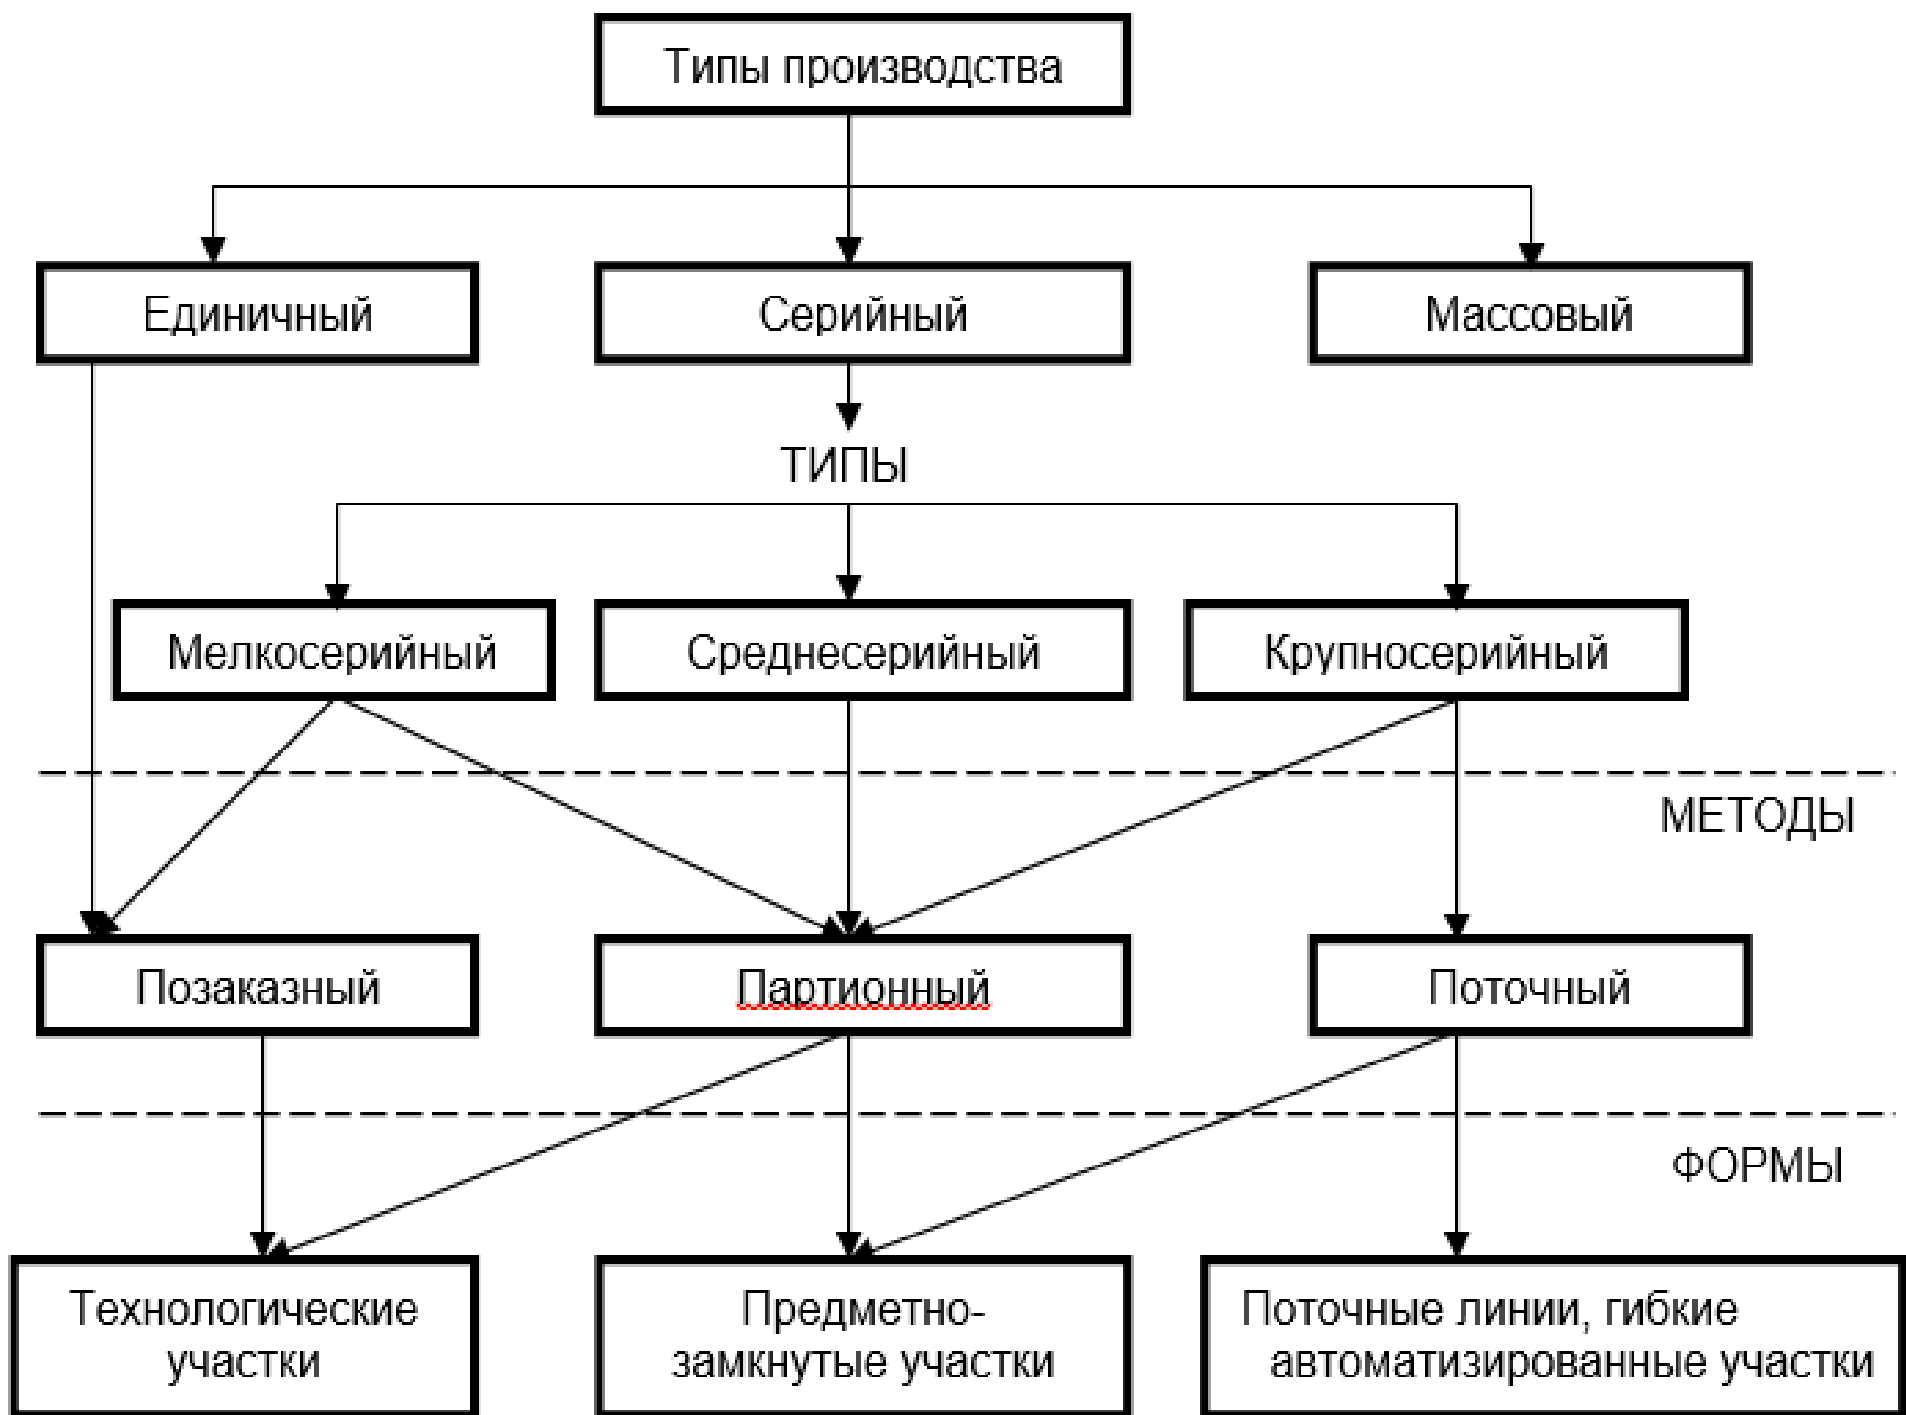 Типы производства
Единичный
Серийный
Массовый
ТИПЫ
Мелкосерийный
Среднесерийный
Крупносерийный
МЕТОДЫ
Позаказный
Партионный
Поточный
ФОРМЫ
Технологические
участки
Предметно-
замкнутые участки
Поточные линии, гибкие
автоматизированные участки